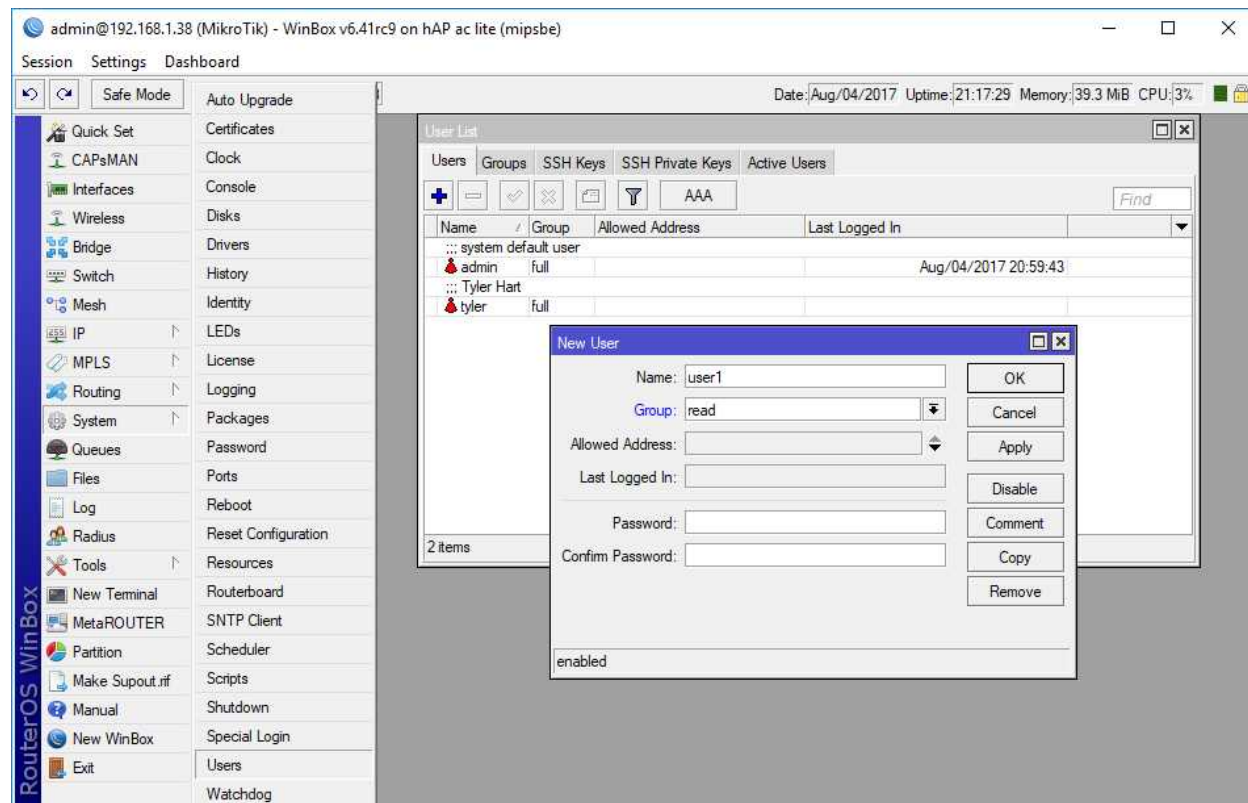 admin@192.168.1.38 (MikroTik) - WinBox v6.41rc9 on hAP ac lite (mipsbe)
Session Settings Dashboard
Safe Mode
Date: Aug/04/2017 Uptime: 21:17:29 Memory: 39.3 MiB CPU: 3%
RouterOS WinBox
Quick Set
CAPsMAN
Interfaces
Wireless
Bridge
Switch
Mesh
IP
MPLS
Routing
System
Queues
Files
Log
Radius
Tools
New Terminal
MetaROUTER
Partition
Make Supout.rif
Manual
New WinBox
Exit
Auto Upgrade
Certificates
Clock
Console
Disks
Drivers
History
Identity
LEDs
License
Logging
Packages
Password
Ports
Reboot
Reset Configuration
Resources
Routerboard
SNTP Client
Scheduler
Scripts
Shutdown
Special Login
Users
Watchdog
User List
Users Groups SSH Keys SSH Private Keys Active Users
AAA
Find
Name / Group Allowed Address Last Logged In
;;; system default user
admin full Aug/04/2017 20:59:43
;;; Tyler Hart
tyler full
2 items
New User
Name: user1
Group: read
Allowed Address:
Last Logged In:
Password:
Confirm Password:
OK
Cancel
Apply
Disable
Comment
Copy
Remove
enabled